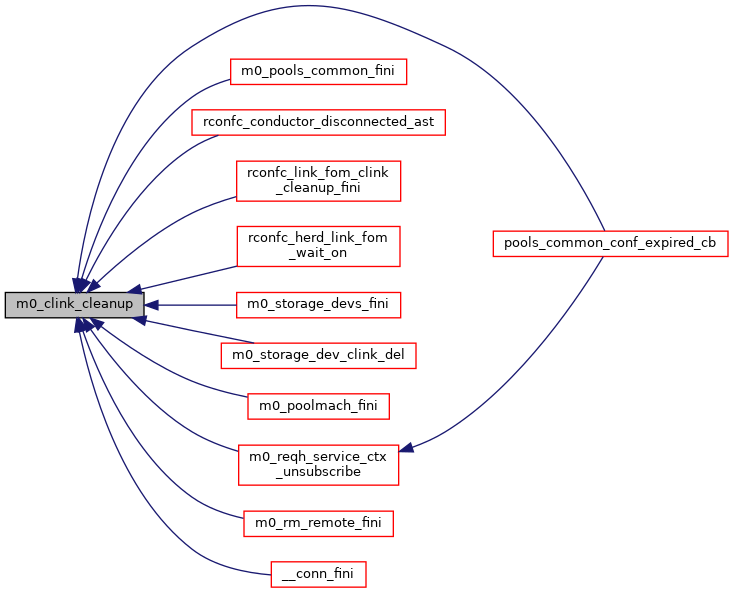 m0_pools_common_fini
rconfc_conductor_disconnected_ast
rconfc_link_fom_clink
_cleanup_fini
rconfc_herd_link_fom
_wait_on
pools_common_conf_expired_cb
m0_clink_cleanup
m0_storage_devs_fini
m0_storage_dev_clink_del
m0_poolmach_fini
m0_reqh_service_ctx
_unsubscribe
m0_rm_remote_fini
__conn_fini